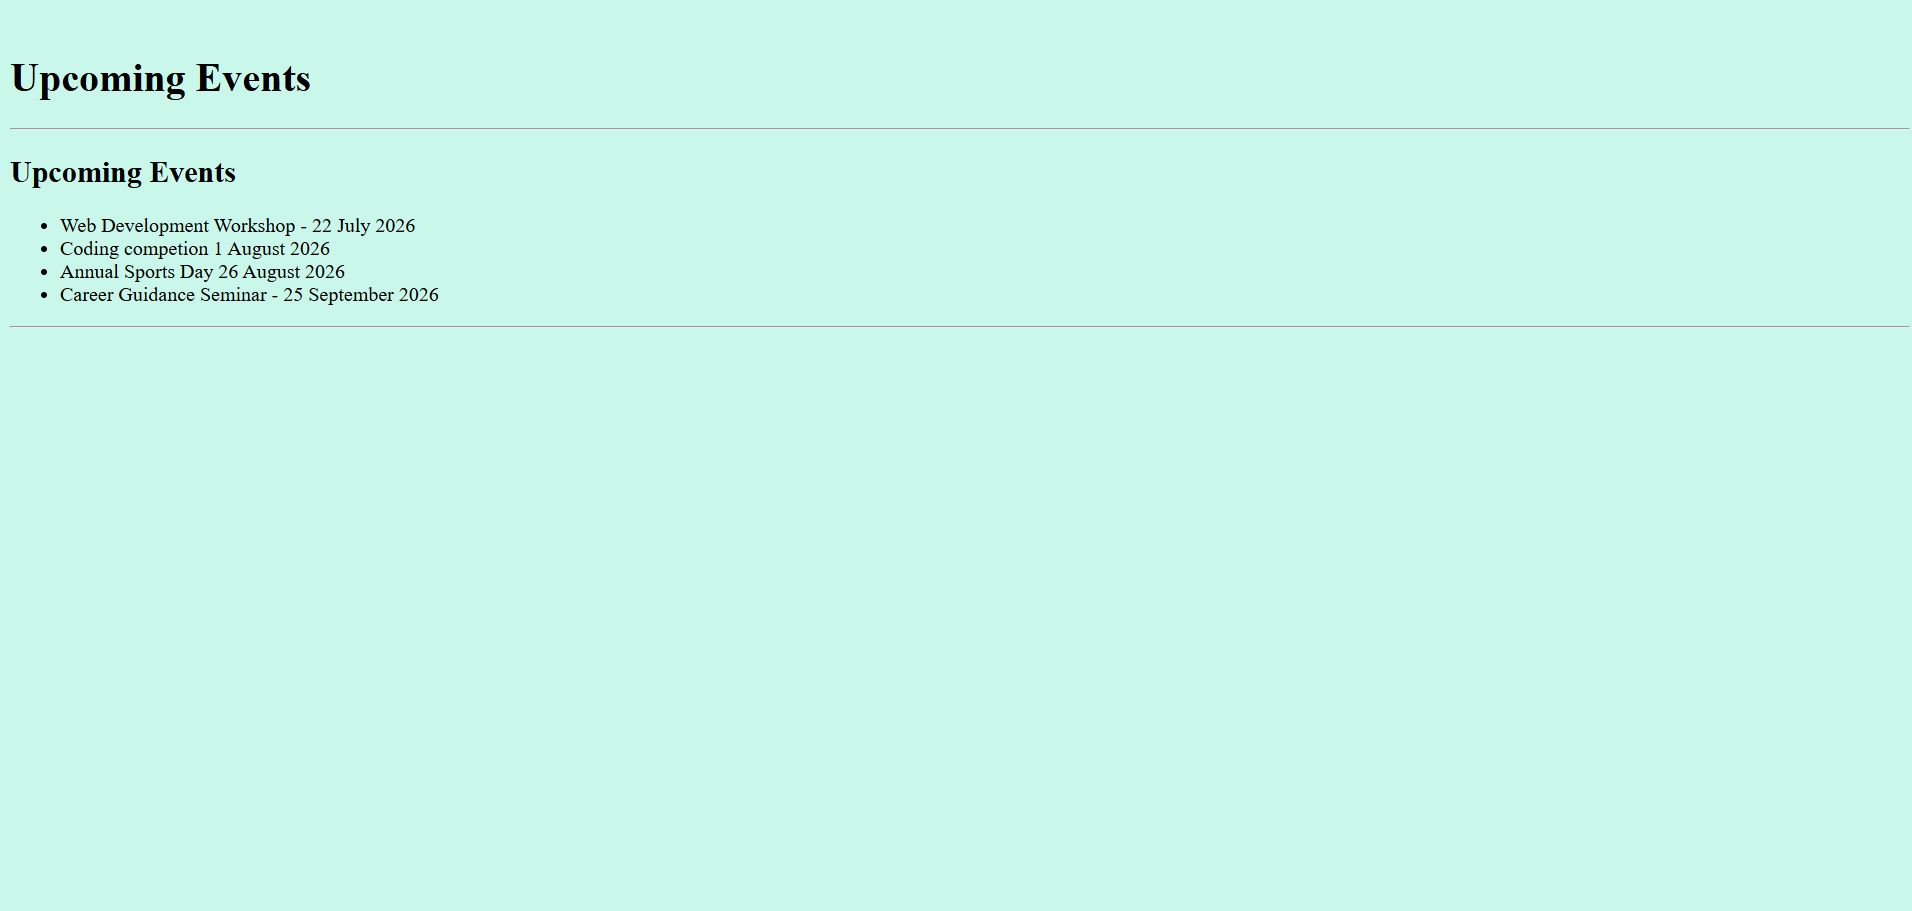 Upcoming Events
Upcoming Events
Web Development Workshop - 22 July 2026
Coding competion 1 August 2026
Annual Sports Day 26 August 2026
Career Guidance Seminar - 25 September 2026